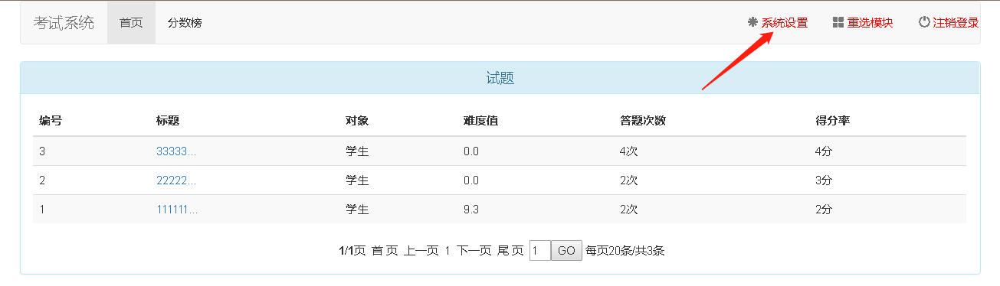 考试系统 首页 分数榜 系统设置 重选模块 注销登录
试题
编号 标题 对象 难度值 答题次数 得分率
3 33333... 学生 0.0 4次 4分
2 22222... 学生 0.0 2次 3分
1 111111... 学生 9.3 2次 2分
1/1页 首 页 上一页 1 下一页 尾 页 1 GO 每页20条/共3条